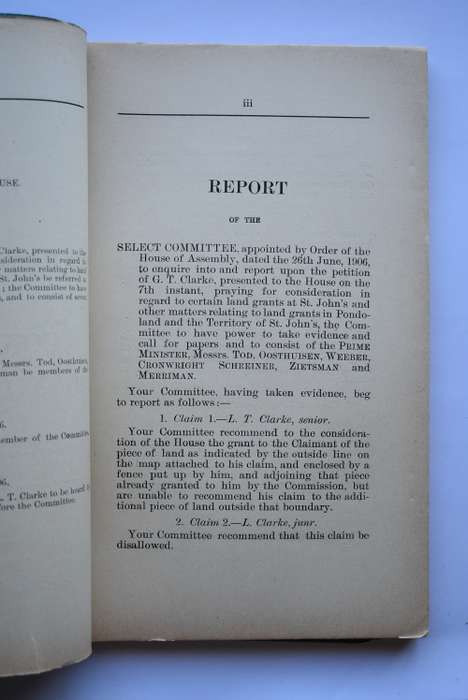 USE.
Clarke, presented to the
consideration in regard to
matters relating to land
St. John's be referred to
; the Committee to have
, and to consist of seven
Messrs. Tod, Oosthuisen,
man be members of the
ember of the Committee.
L. T. Clarke to be heard
fore the Committee.
iii
REPORT
OF THE
SELECT COMMITTEE, appointed by Order of the
House of Assembly, dated the 26th June, 1906,
to enquire into and report upon the petition
of G. T. Clarke, presented to the House on the
7th instant, praying for consideration in
regard to certain land grants at St. John's and
other matters relating to land grants in Pondo-
land and the Territory of St. John's, the Com-
mittee to have power to take evidence and
call for papers and to consist of the PRIME
MINISTER, Messrs. TOD, OOSTHUISEN, WEEBER,
CRONWRIGHT SCHREINER, ZIETSMAN and
MERRIMAN.
Your Committee, having taken evidence, beg
to report as follows:—
1. Claim 1.—L. T. Clarke, senior.
Your Committee recommend to the considera-
tion of the House the grant to the Claimant of the
piece of land as indicated by the outside line on
the map attached to his claim, and enclosed by a
fence put up by him, and adjoining that piece
already granted to him by the Commission, but
are unable to recommend his claim to the addi-
tional piece of land outside that boundary.
2. Claim 2.—L. Clarke, junr.
Your Committee recommend that this claim be
disallowed.